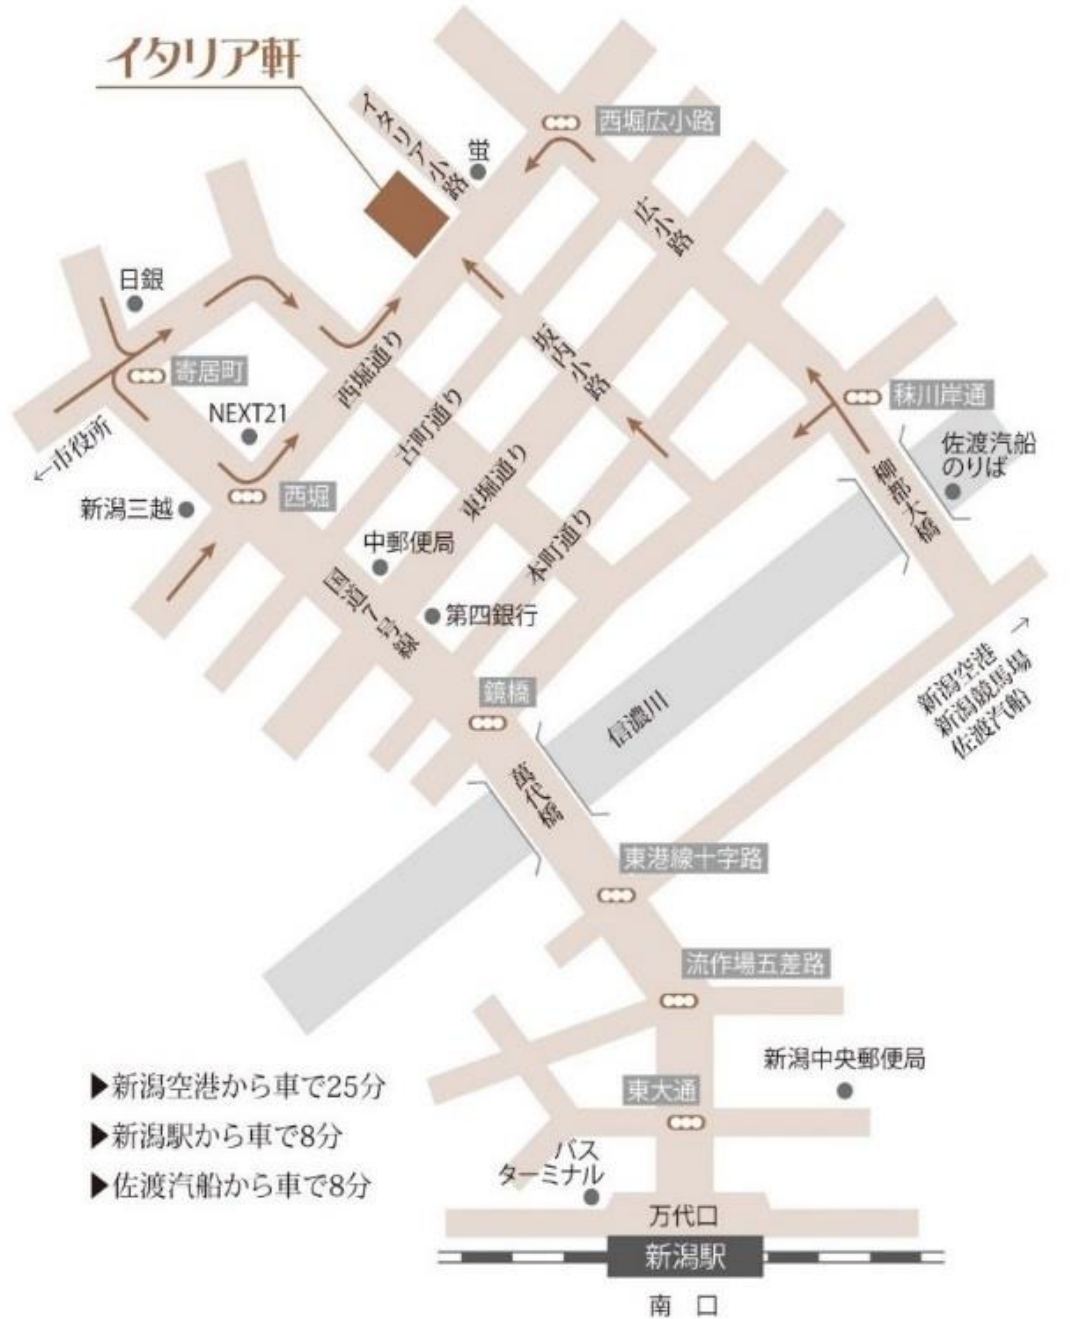 イタリア軒
イタリア小路
蛍
西堀広小路
広小路
日銀
寄居町
←市役所
NEXT21
西堀通り
古町通り
坂内小路
東堀通り
本町通り
秣川岸通
佐渡汽船
のりば
柳都大橋
新潟三越
西堀
中郵便局
国道7号線
第四銀行
鏡橋
萬代橋
信濃川
新潟空港
新潟競馬場
佐渡汽船
東港線十字路
流作場五差路
新潟中央郵便局
東大通
バス
ターミナル
▶新潟空港から車で25分
▶新潟駅から車で8分
▶佐渡汽船から車で8分
万代口
新潟駅
南 口